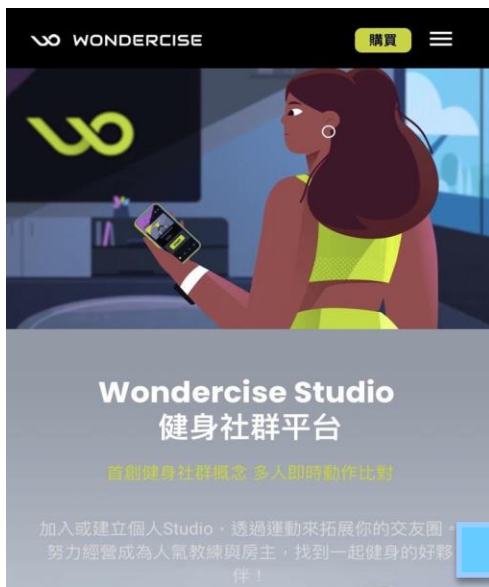 WONDERCISE
購買
Wondercise Studio
健身社群平台
首創健身社群概念 多人即時動作比對
加入或建立個人Studio，透過運動來拓展你的交友圈。
努力經營成為人氣教練與房主，找到一起健身的好夥
伴！